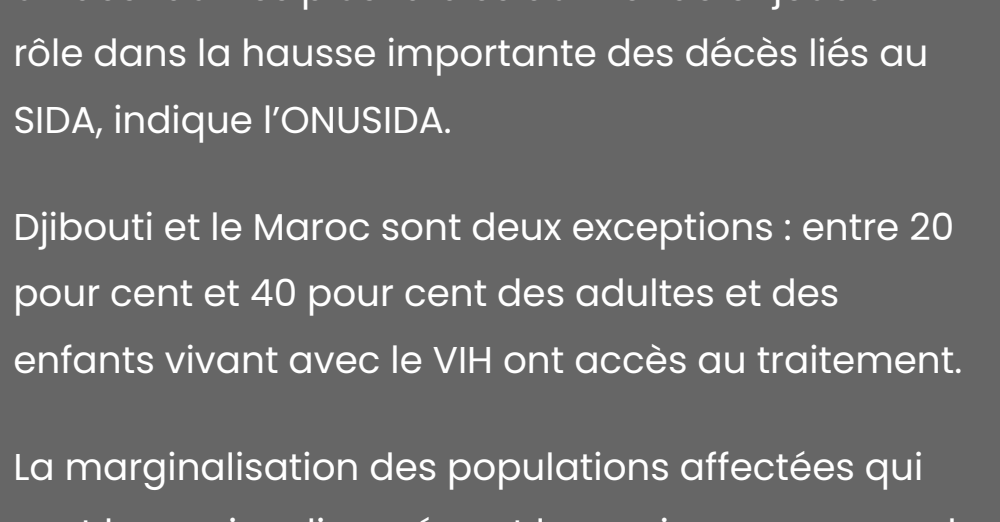 rôle dans la hausse importante des décès liés au
SIDA, indique l’ONUSIDA.
Djibouti et le Maroc sont deux exceptions : entre 20
pour cent et 40 pour cent des adultes et des
enfants vivant avec le VIH ont accès au traitement.
La marginalisation des populations affectées qui